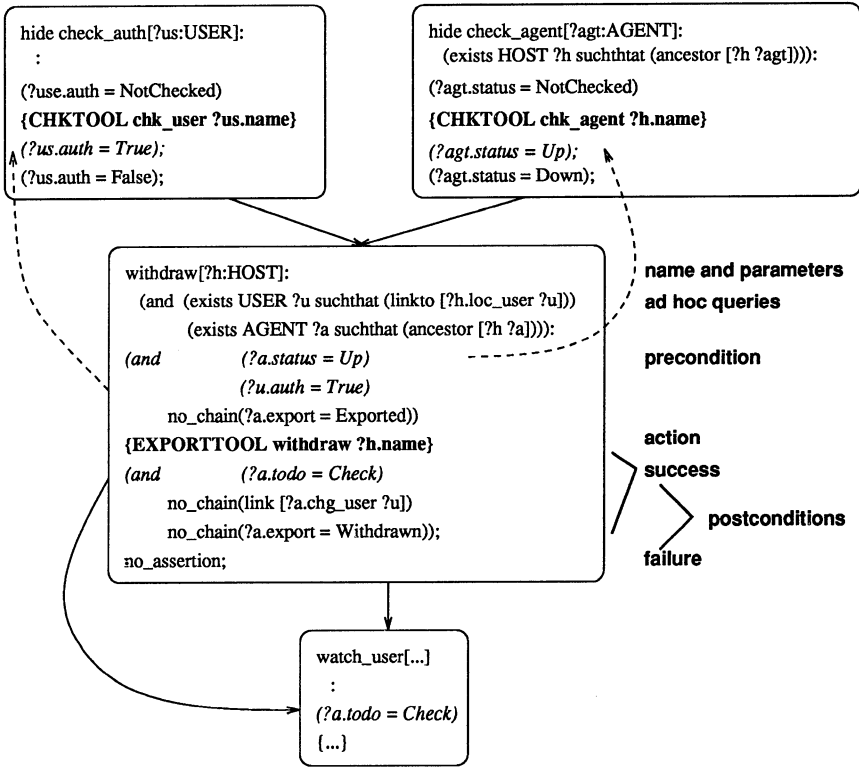 hide check_auth[?us:USER]:
:
(?use.auth = NotChecked)
{CHKTOOL chk_user ?us.name}
(?us.auth = True);
(?us.auth = False);
hide check_agent[?agt:AGENT]:
(exists HOST ?h suchthtat (ancestor [?h ?agt]))):
(?agt.status = NotChecked)
{CHKTOOL chk_agent ?h.name}
(?agt.status = Up);
(?agt.status = Down);
withdraw[?h:HOST]:
(and (exists USER ?u suchthat (linkto [?h.loc_user ?u]))
(exists AGENT ?a suchthat (ancestor [?h ?a]))):
(and (?a.status = Up)
(?u.auth = True)
no_chain(?a.export = Exported))
{EXPORTTOOL withdraw ?h.name}
(and (?a.todo = Check)
no_chain(link [?a.chg_user ?u])
no_chain(?a.export = Withdrawn));
no_assertion;
name and parameters
ad hoc queries
precondition
action
success
postconditions
failure
watch_user[...]
:
(?a.todo = Check)
{...}